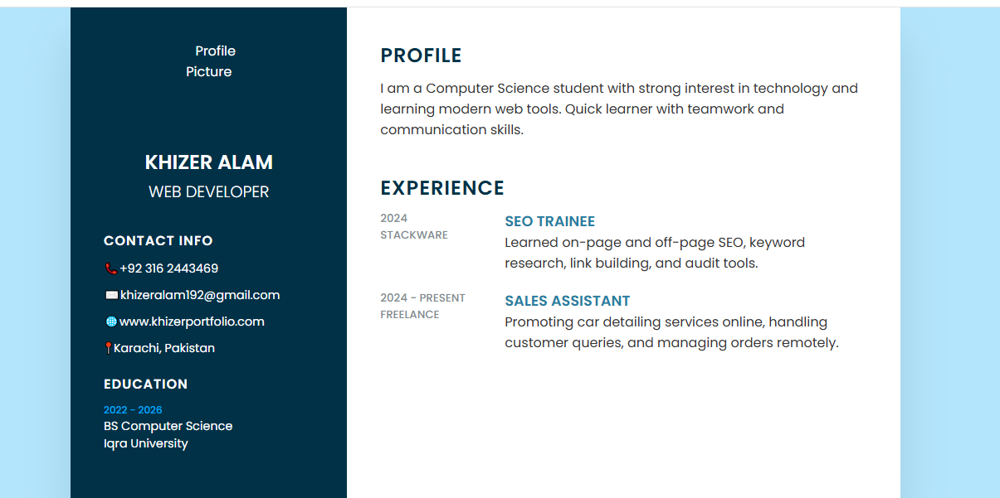 Profile
Picture
KHIZER ALAM
WEB DEVELOPER
CONTACT INFO
+92 316 2443469
khizeralam192@gmail.com
www.khizerportfolio.com
Karachi, Pakistan
EDUCATION
2022 - 2026
BS Computer Science
Iqra University
PROFILE
I am a Computer Science student with strong interest in technology and
learning modern web tools. Quick learner with teamwork and
communication skills.
EXPERIENCE
2024
STACKWARE
SEO TRAINEE
Learned on-page and off-page SEO, keyword
research, link building, and audit tools.
2024 - PRESENT
FREELANCE
SALES ASSISTANT
Promoting car detailing services online, handling
customer queries, and managing orders remotely.